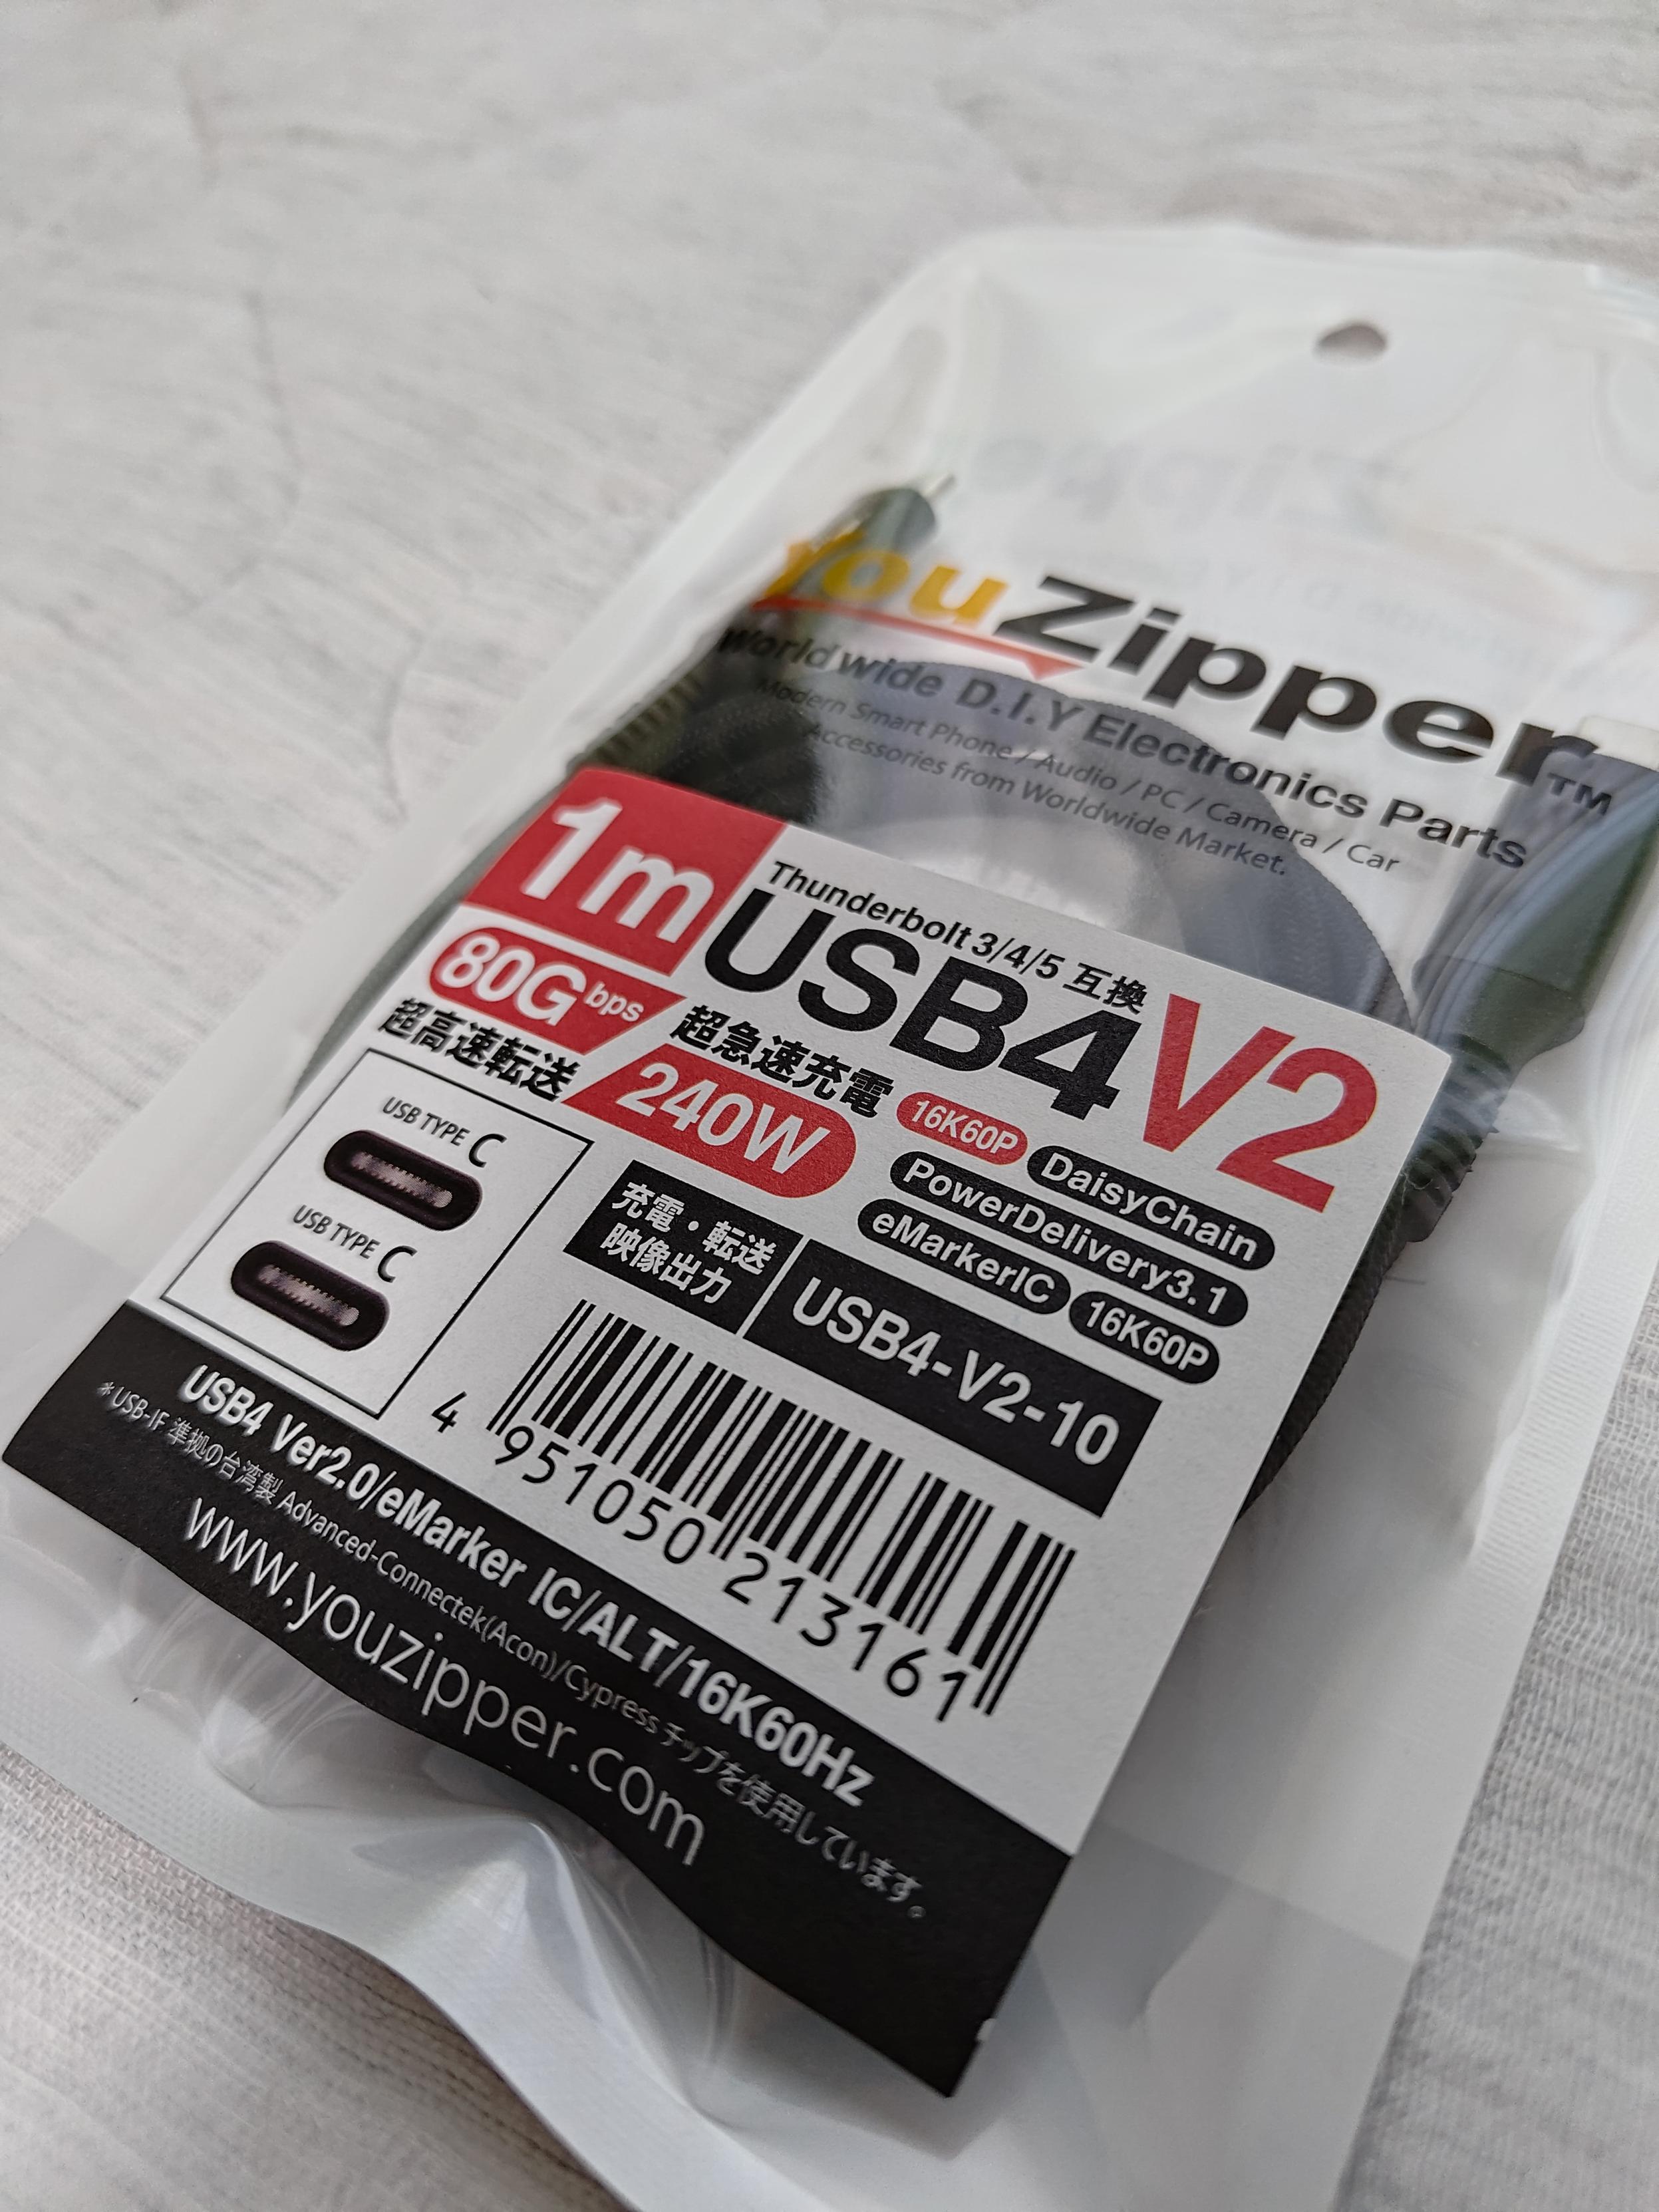 YouZipper™
Worldwide D.I.Y Electronics Parts
Modern Smart Phone / Audio / PC / Camera / Car
Accessories from Worldwide Market.
1m
Thunderbolt 3/4/5 互換
USB4 V2
80Gbps
超高速転送
超急速充電
240W
16K60P
DaisyChain
PowerDelivery3.1
eMarkerIC
16K60P
USB TYPE C
USB TYPE C
充電・転送
映像出力
USB4-V2-10
4 951050 213161
USB4 Ver2.0/eMarker IC/ALT/16K60Hz
*USB-IF 準拠の台湾製 Advanced-Connectek(Acon)/Cypress チップを使用しています。
www.youzipper.com